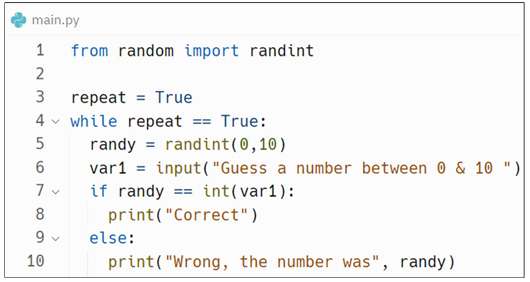 main.py
1 from random import randint
2
3 repeat = True
4 while repeat == True:
5   randy = randint(0,10)
6   var1 = input("Guess a number between 0 & 10 ")
7   if randy == int(var1):
8     print("Correct")
9   else:
10     print("Wrong, the number was", randy)